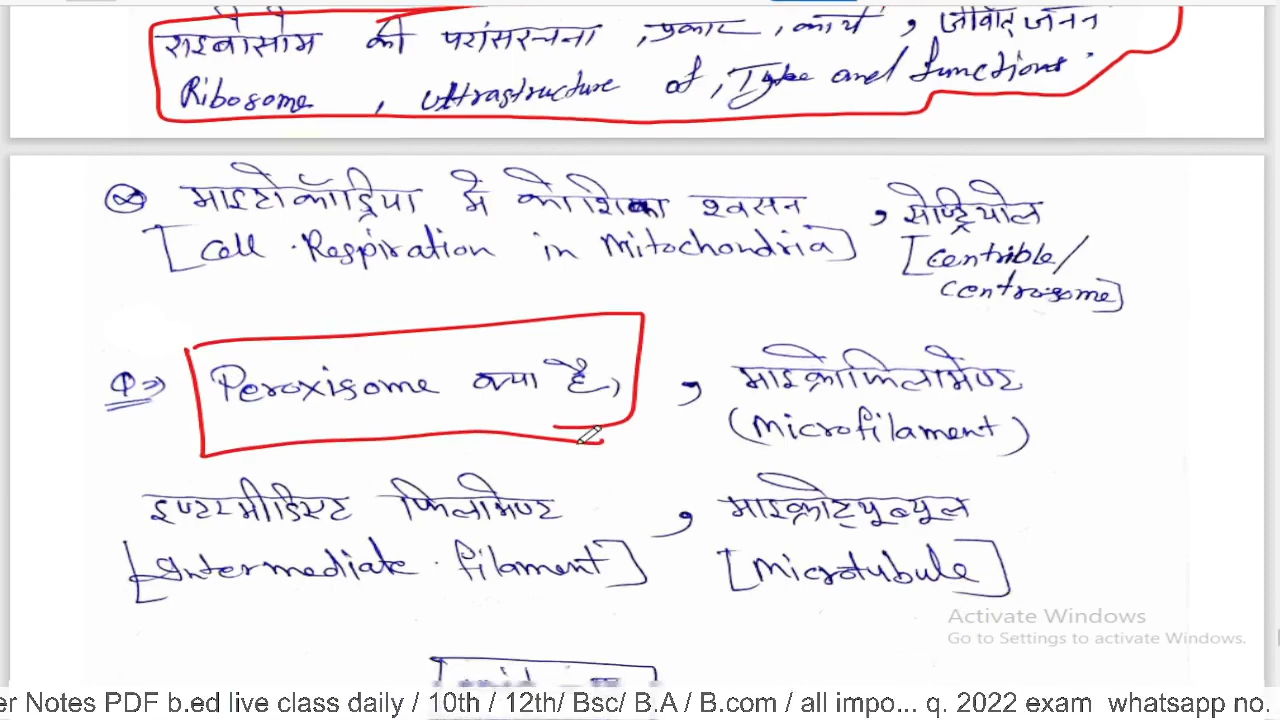 राइबोसोम की परासंरचना , प्रकार , कार्य , जीवात् जनन
Ribosome , Ultrastructure of , Type and functions
माइटोकॉंड्रिया में कोशिका श्वसन , सेण्ट्रियोल
[Cell Respiration in Mitochondria] [Centrible/
Centrosome]
Q⇒ Peroxisome क्या है, , माइक्रोफिलामेण्ट
(Microfilament)
इण्टरमीडिएट फिलामेण्ट , माइक्रोट्यूब्यूल
[Intermediate filament] [Microtubule]
Activate Windows
Go to Settings to activate Windows.
er Notes PDF b.ed live class daily / 10th / 12th/ Bsc/ B.A / B.com / all impo... q. 2022 exam whatsapp no.